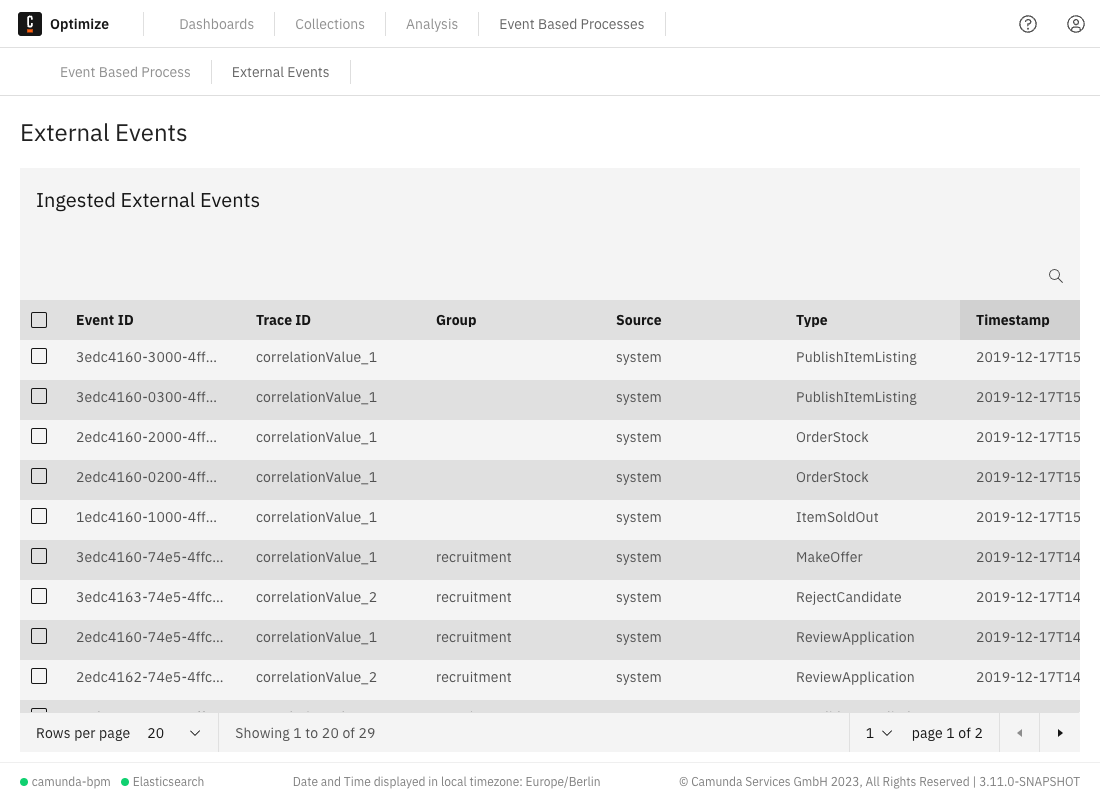 Optimize Dashboards Collections Analysis Event Based Processes
Event Based Process External Events
External Events
Ingested External Events
Event ID Trace ID Group Source Type Timestamp
3edc4160-3000-4ff... correlationValue_1 system PublishItemListing 2019-12-17T15
3edc4160-0300-4ff... correlationValue_1 system PublishItemListing 2019-12-17T15
2edc4160-2000-4ff... correlationValue_1 system OrderStock 2019-12-17T15
2edc4160-0200-4ff... correlationValue_1 system OrderStock 2019-12-17T15
1edc4160-1000-4ff... correlationValue_1 system ItemSoldOut 2019-12-17T15
3edc4160-74e5-4ffc... correlationValue_1 recruitment system MakeOffer 2019-12-17T14
3edc4163-74e5-4ffc... correlationValue_2 recruitment system RejectCandidate 2019-12-17T14
2edc4160-74e5-4ffc... correlationValue_1 recruitment system ReviewApplication 2019-12-17T14
2edc4162-74e5-4ffc... correlationValue_2 recruitment system ReviewApplication 2019-12-17T14
Rows per page 20 Showing 1 to 20 of 29 1 page 1 of 2
camunda-bpm Elasticsearch Date and Time displayed in local timezone: Europe/Berlin © Camunda Services GmbH 2023, All Rights Reserved | 3.11.0-SNAPSHOT